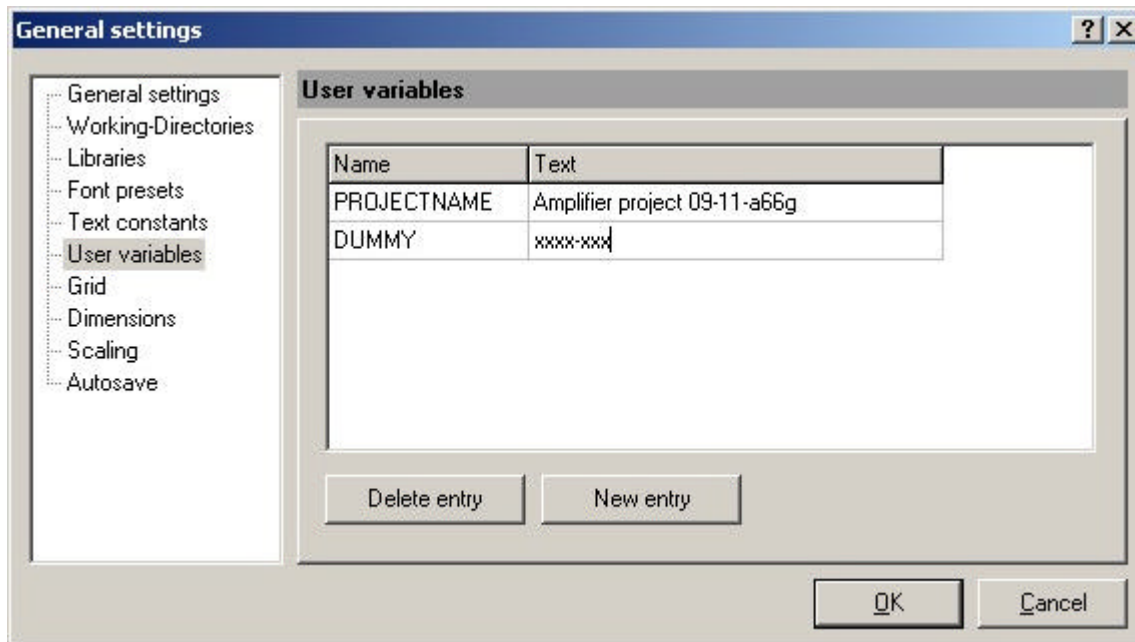 General settings
General settings
Working-Directories
Libraries
Font presets
Text constants
User variables
Grid
Dimensions
Scaling
Autosave
User variables
Name Text
PROJECTNAME Amplifier project 09-11-a66g
DUMMY xxxx-xxx
Delete entry New entry
OK Cancel